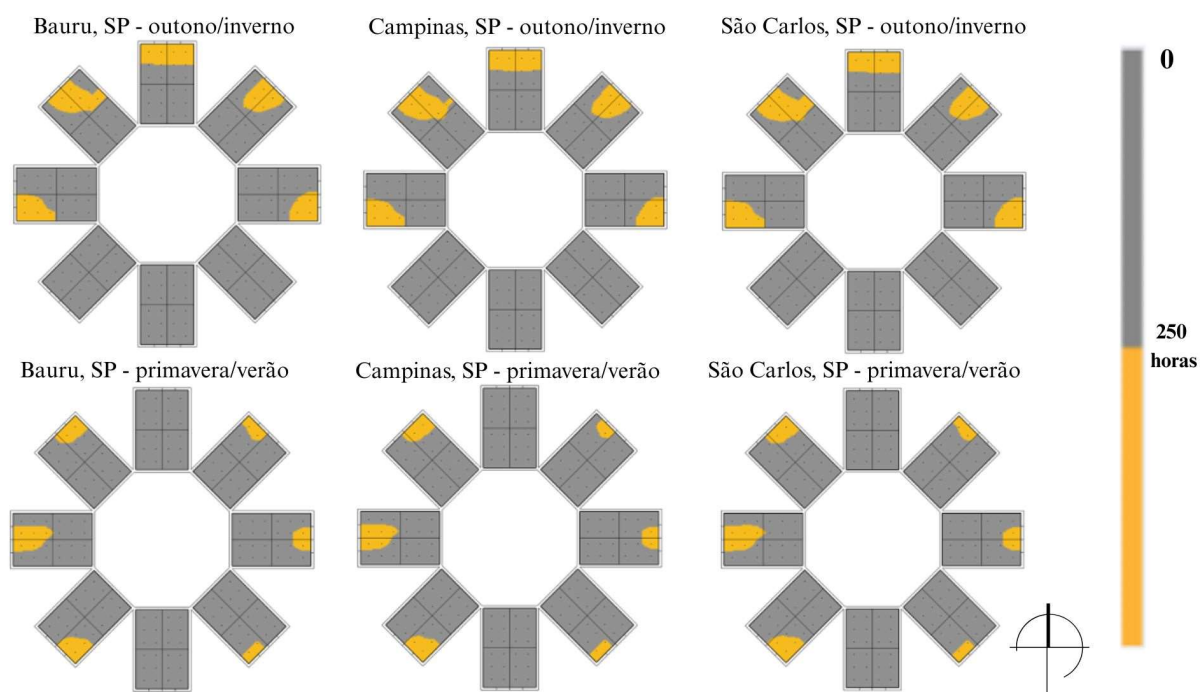 Bauru, SP - outono/inverno
Campinas, SP - outono/inverno
São Carlos, SP - outono/inverno
0
250
horas
Bauru, SP - primavera/verão
Campinas, SP - primavera/verão
São Carlos, SP - primavera/verão